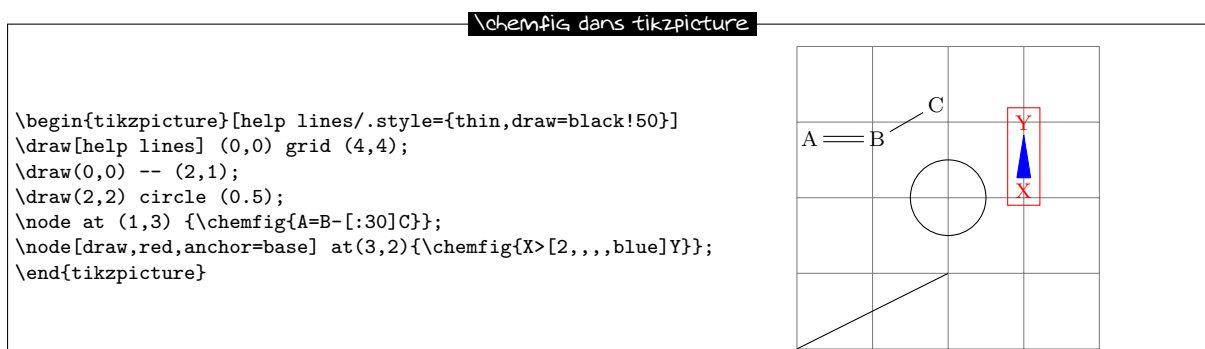 \chemfig dans tikzpicture
\begin{tikzpicture}[help lines/.style={thin,draw=black!50}]
\draw[help lines] (0,0) grid (4,4);
\draw(0,0) -- (2,1);
\draw(2,2) circle (0.5);
\node at (1,3) {\chemfig{A=B-[:30]C}};
\node[draw,red,anchor=base] at(3,2){\chemfig{X>[2,,,,blue]Y}};
\end{tikzpicture}
C
A B
Y
X